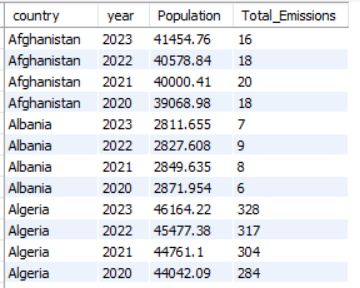 country year Population Total_Emissions
Afghanistan 2023 41454.76 16
Afghanistan 2022 40578.84 18
Afghanistan 2021 40000.41 20
Afghanistan 2020 39068.98 18
Albania 2023 2811.655 7
Albania 2022 2827.608 9
Albania 2021 2849.635 8
Albania 2020 2871.954 6
Algeria 2023 46164.22 328
Algeria 2022 45477.38 317
Algeria 2021 44761.1 304
Algeria 2020 44042.09 284